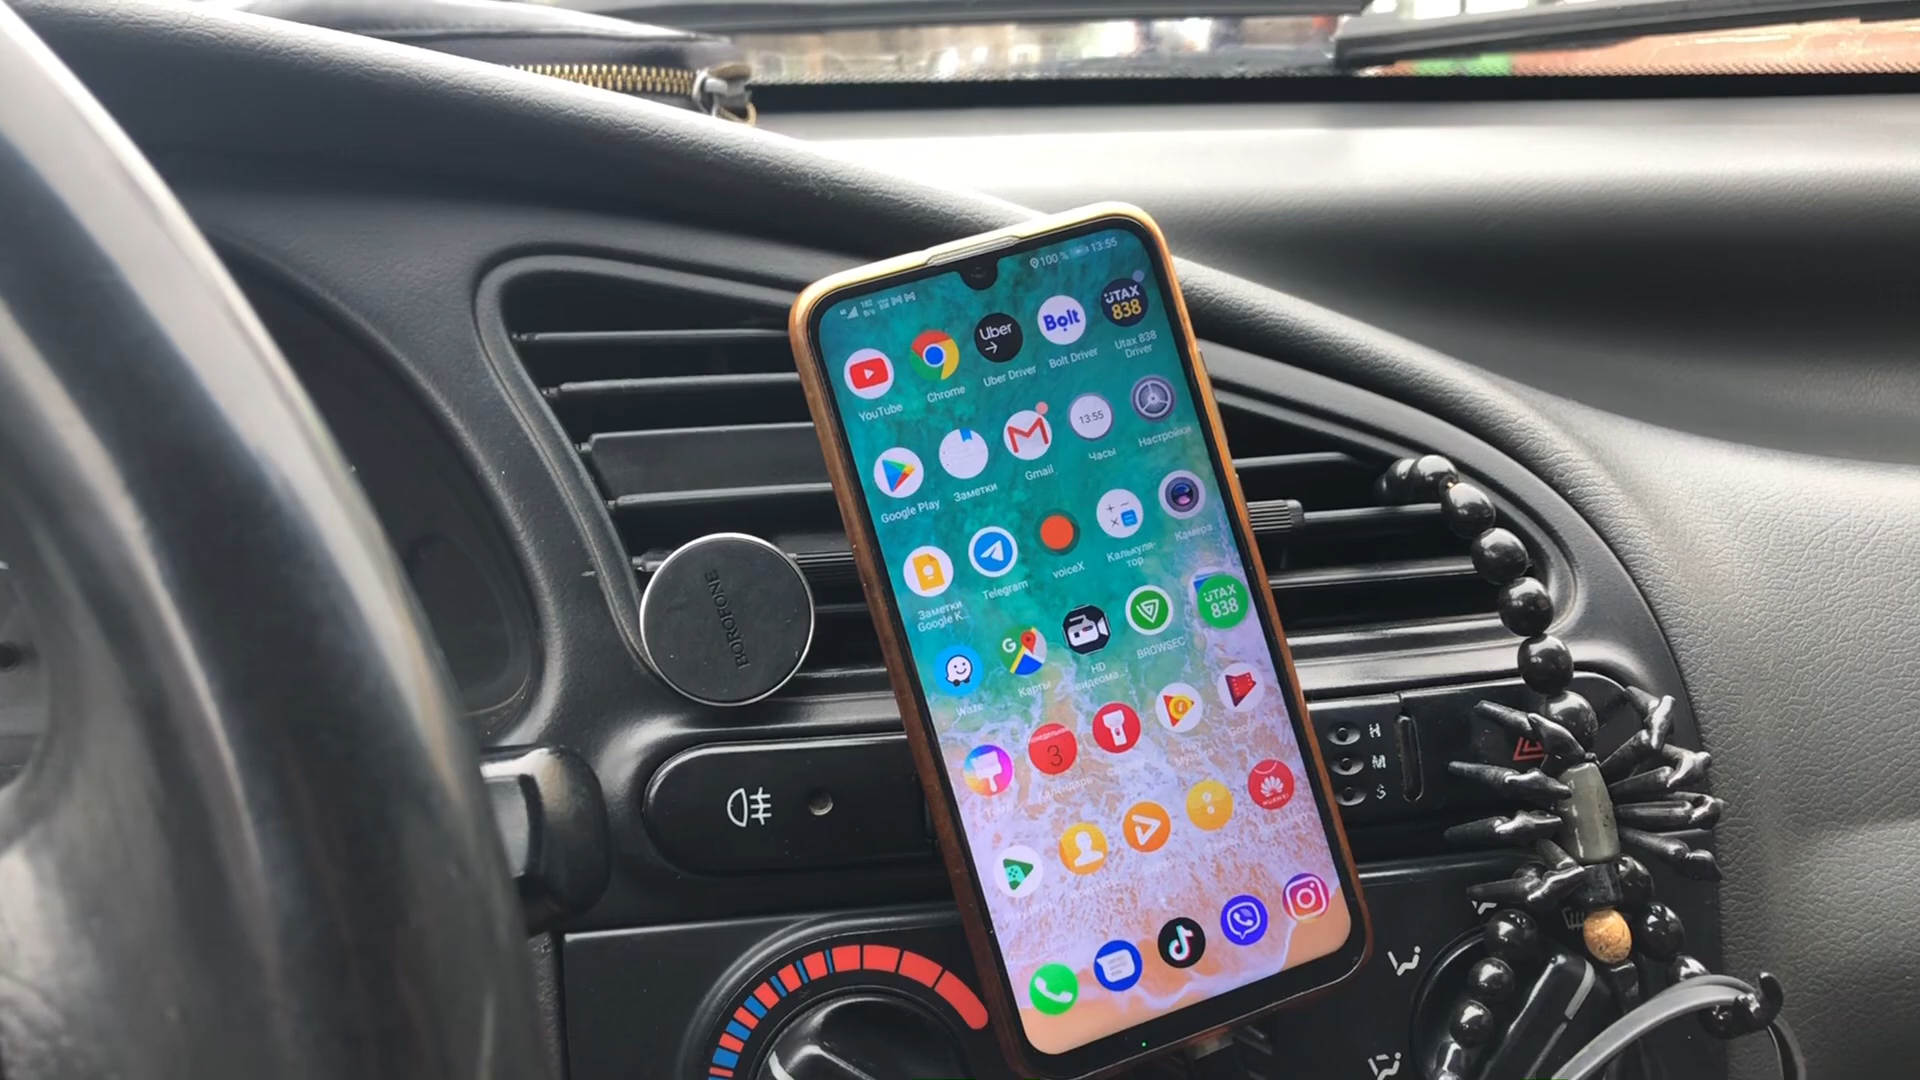 100 % 13:55
YouTube
Chrome
Uber
Uber Driver
Bolt
Bolt Driver
UTAX
838
Utax 838
Driver
Google Play
Заметки
Gmail
13:55
Часы
Настройки
Заметки
Google K...
Telegram
voiceX
Калькуля-
тор
Камера
Waze
Карты
HD
видеома...
BROWSEC
UTAX
838
3
Календарь
HUAWEI
BOROFONE
H
M
S